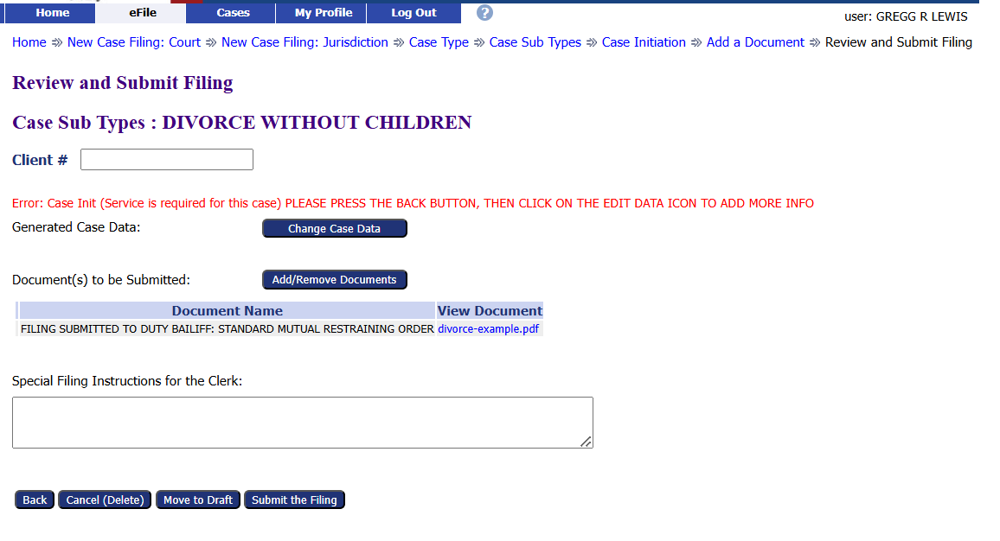 Home eFile Cases My Profile Log Out ?
user: GREGG R LEWIS
Home ⇒ New Case Filing: Court ⇒ New Case Filing: Jurisdiction ⇒ Case Type ⇒ Case Sub Types ⇒ Case Initiation ⇒ Add a Document ⇒ Review and Submit Filing
Review and Submit Filing
Case Sub Types : DIVORCE WITHOUT CHILDREN
Client #
Error: Case Init (Service is required for this case) PLEASE PRESS THE BACK BUTTON, THEN CLICK ON THE EDIT DATA ICON TO ADD MORE INFO
Generated Case Data: Change Case Data
Document(s) to be Submitted: Add/Remove Documents
Document Name View Document
FILING SUBMITTED TO DUTY BAILIFF: STANDARD MUTUAL RESTRAINING ORDER divorce-example.pdf
Special Filing Instructions for the Clerk:
Back Cancel (Delete) Move to Draft Submit the Filing